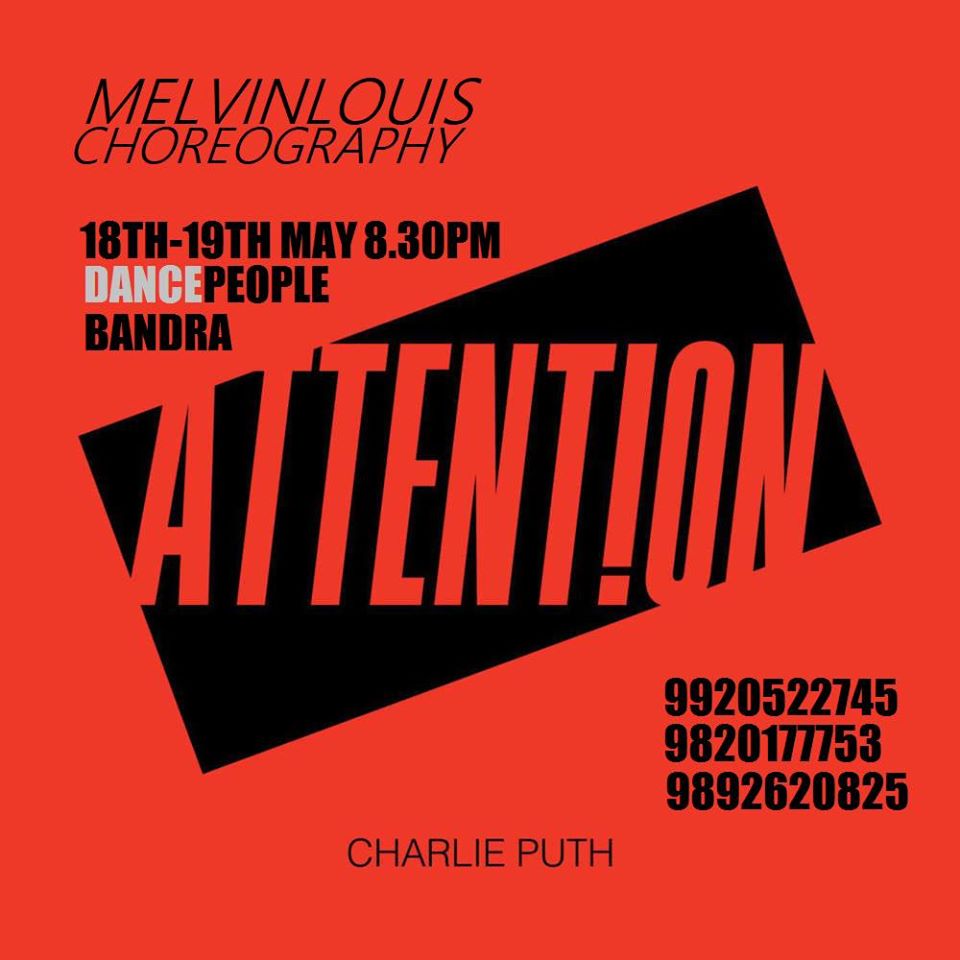 MELVINLOUIS
CHOREOGRAPHY
18TH-19TH MAY 8.30PM
DANCEPEOPLE
BANDRA
ATTENT!ON
9920522745
9820177753
9892620825
CHARLIE PUTH